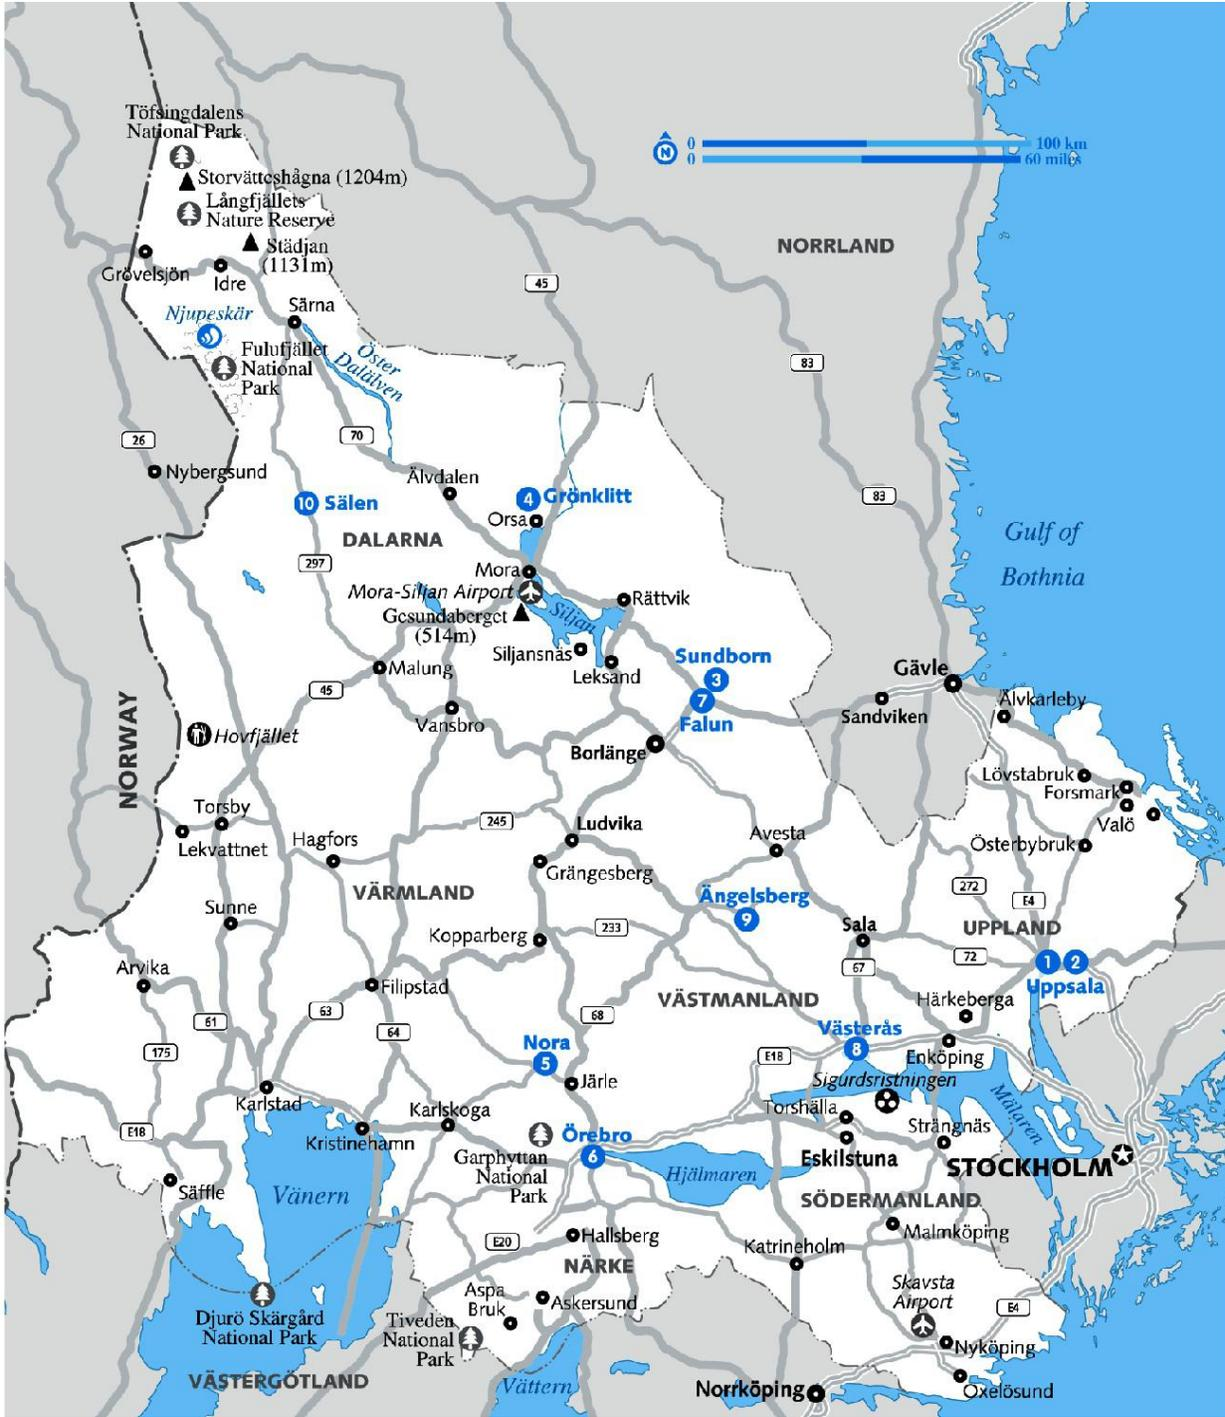 Töfsingdalens
National Park
Storvätteshågna (1204m)
Långfjällets
Nature Reserve
Städjan
(1131m)
Grövelsjön
Idre
Njupeskär
Särna
Fulufjället
National
Park
Öster
Dalälven
N
0
100 km
0
60 miles
NORRLAND
45
83
26
70
83
Nybergsund
Älvdalen
10 Sälen
4 Grönklitt
Orsa
DALARNA
Gulf of
Bothnia
297
Mora
Mora-Siljan Airport
Gesundaberget
(514m)
Siljan
Rättvik
Siljansnäs
Leksand
Sundborn
3
7
Falun
Malung
45
Vansbro
Gävle
Sandviken
Älvkarleby
NORWAY
Hovfjället
Borlänge
Lövstabruk
Forsmark
Valö
Torsby
Lekvattnet
Hagfors
245
Ludvika
Avesta
Österbybruk
Grängesberg
VÄRMLAND
Ängelsberg
9
272
E4
Sunne
Kopparberg
233
Sala
UPPLAND
72
67
1
2
Uppsala
Arvika
Filipstad
VÄSTMANLAND
Härkeberga
61
63
64
68
175
Nora
5
Järle
Västerås
8
E18
Enköping
Sigurdsristningen
Mälaren
Karlstad
Karlskoga
Torshälla
Strängnäs
E18
Kristinehamn
Örebro
6
Garphyttan
National
Park
Hjälmaren
Eskilstuna
STOCKHOLM
Säffle
Vänern
SÖDERMANLAND
Malmköping
Hallsberg
E20
NÄRKE
Katrineholm
Skavsta
Airport
Aspa
Bruk
Askersund
E4
Djurö Skärgård
National Park
Tiveden
National
Park
Nyköping
VÄSTERGÖTLAND
Vättern
Norrköping
Oxelösund